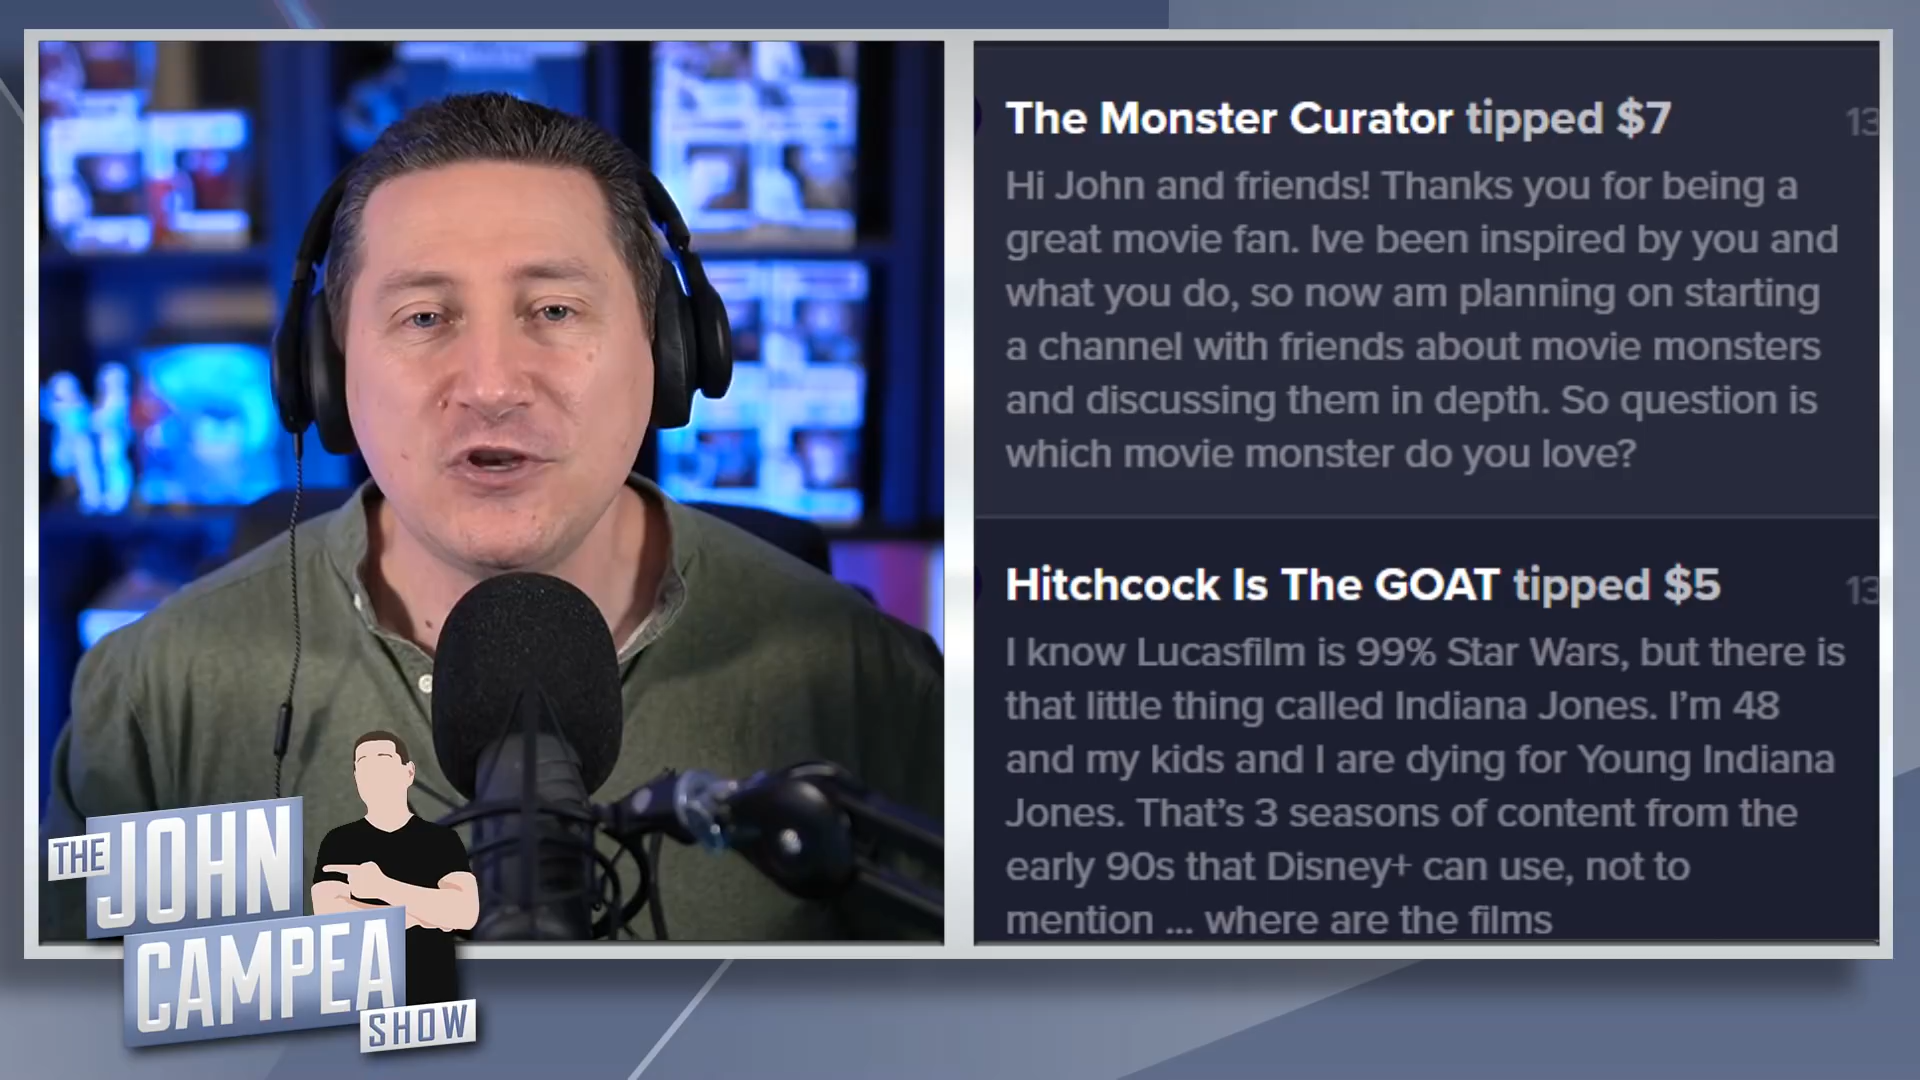 The Monster Curator tipped $7
13
Hi John and friends! Thanks you for being a
great movie fan. Ive been inspired by you and
what you do, so now am planning on starting
a channel with friends about movie monsters
and discussing them in depth. So question is
which movie monster do you love?
Hitchcock Is The GOAT tipped $5
13
I know Lucasfilm is 99% Star Wars, but there is
that little thing called Indiana Jones. I’m 48
and my kids and I are dying for Young Indiana
Jones. That’s 3 seasons of content from the
early 90s that Disney+ can use, not to
mention ... where are the films
THE
JOHN
CAMPEA
SHOW